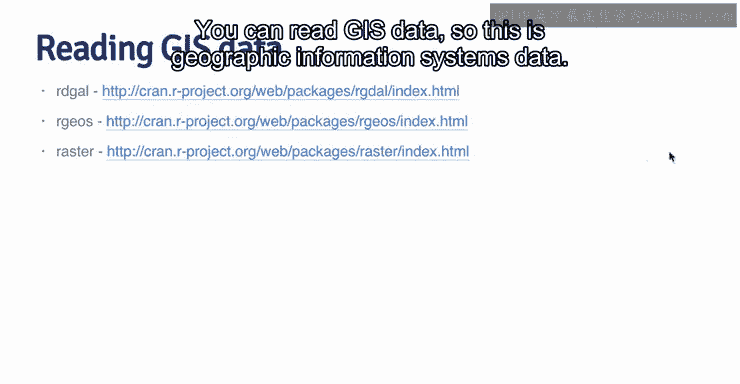 You can read GIS data, so this is
geographic information systems data.
Reading GIS data
· rdgal - http://cran.r-project.org/web/packages/rgdal/index.html
· rgeos - http://cran.r-project.org/web/packages/rgeos/index.html
· raster - http://cran.r-project.org/web/packages/raster/index.html